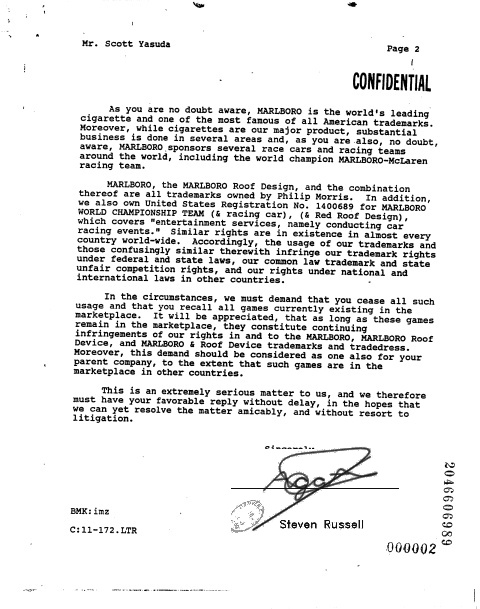 Mr. Scott Yasuda
Page 2
CONFIDENTIAL
As you are no doubt aware, MARLBORO is the world's leading
cigarette and one of the most famous of all American trademarks.
Moreover, while cigarettes are our major product, substantial
business is done in several areas and, as you are also, no doubt,
aware, MARLBORO sponsors several race cars and racing teams
around the world, including the world champion MARLBORO-McLaren
racing team.
MARLBORO, the MARLBORO Roof Design, and the combination
thereof are all trademarks owned by Philip Morris. In addition,
we also own United States Registration No. 1400689 for MARLBORO
WORLD CHAMPIONSHIP TEAM (& racing car), (& Red Roof Design),
which covers "entertainment services, namely conducting car
racing events." Similar rights are in existence in almost every
country world-wide. Accordingly, the usage of our trademarks and
those confusingly similar therewith infringe our trademark rights
under federal and state laws, our common law trademark and state
unfair competition rights, and our rights under national and
international laws in other countries.
In the circumstances, we must demand that you cease all such
usage and that you recall all games currently existing in the
marketplace. It will be appreciated, that as long as these games
remain in the marketplace, they constitute continuing
infringements of our rights in and to the MARLBORO, MARLBORO Roof
Device, and MARLBORO & Roof Device trademarks and tradedress.
Moreover, this demand should be considered as one also for your
parent company, to the extent that such games are in the
marketplace in other countries.
This is an extremely serious matter to us, and we therefore
must have your favorable reply without delay, in the hopes that
we can yet resolve the matter amicably, and without resort to
litigation.
Sincerely
Steven Russell
BMK:imz
C:11-172.LTR
000002
2046606989